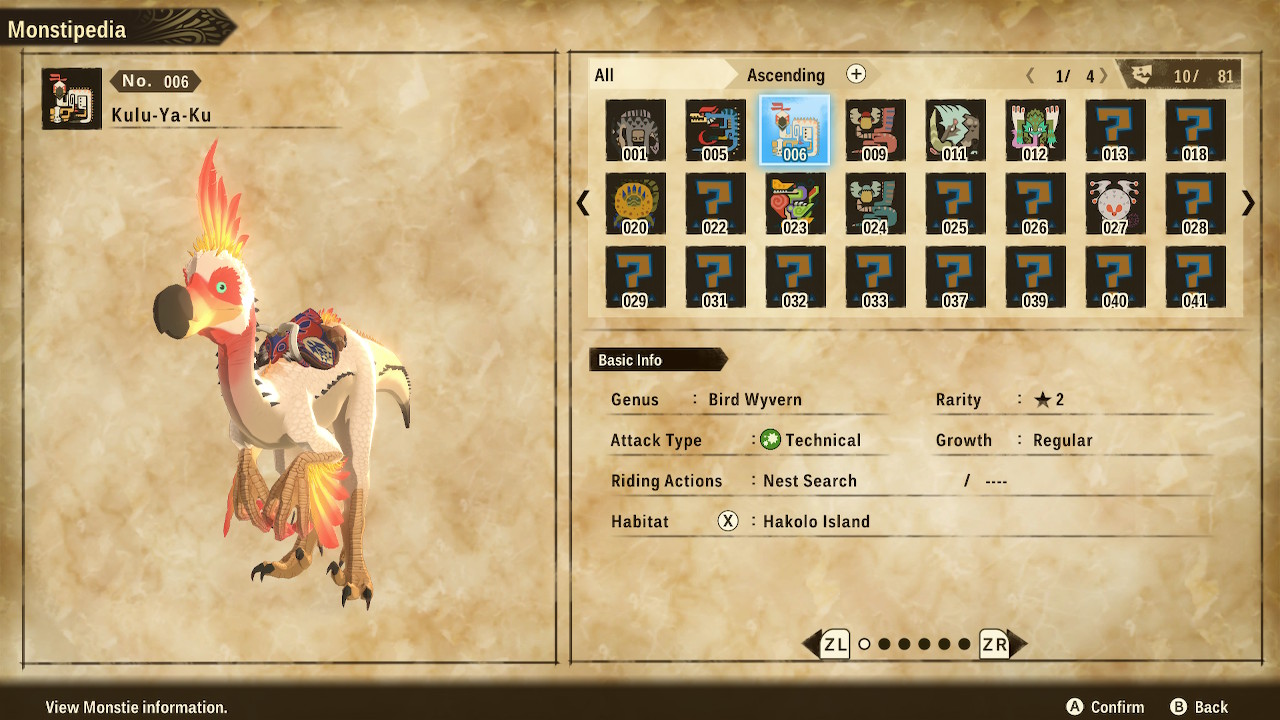 Monstipedia
No. 006
Kulu-Ya-Ku
All
Ascending
1/ 4
10/ 81
001 005 006 009 011 012 013 018
020 022 023 024 025 026 027 028
029 031 032 033 037 039 040 041
Basic Info
Genus : Bird Wyvern
Rarity : ★ 2
Attack Type : Technical
Growth : Regular
Riding Actions : Nest Search / ----
Habitat X : Hakolo Island
ZL ZR
View Monstie information.
A Confirm B Back